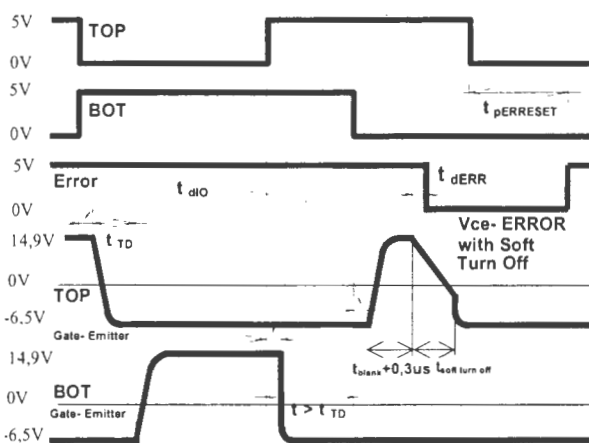 5V
TOP
0V
5V
BOT
0V
t pERRESET
5V
Error
t dIO
t dERR
0V
Vce- ERROR
with Soft
Turn Off
14,9V
t TD
0V
TOP
-6,5V
Gate- Emitter
t blank+0,3us
t soft turn off
14,9V
BOT
0V
Gate- Emitter
t > t TD
-6,5V